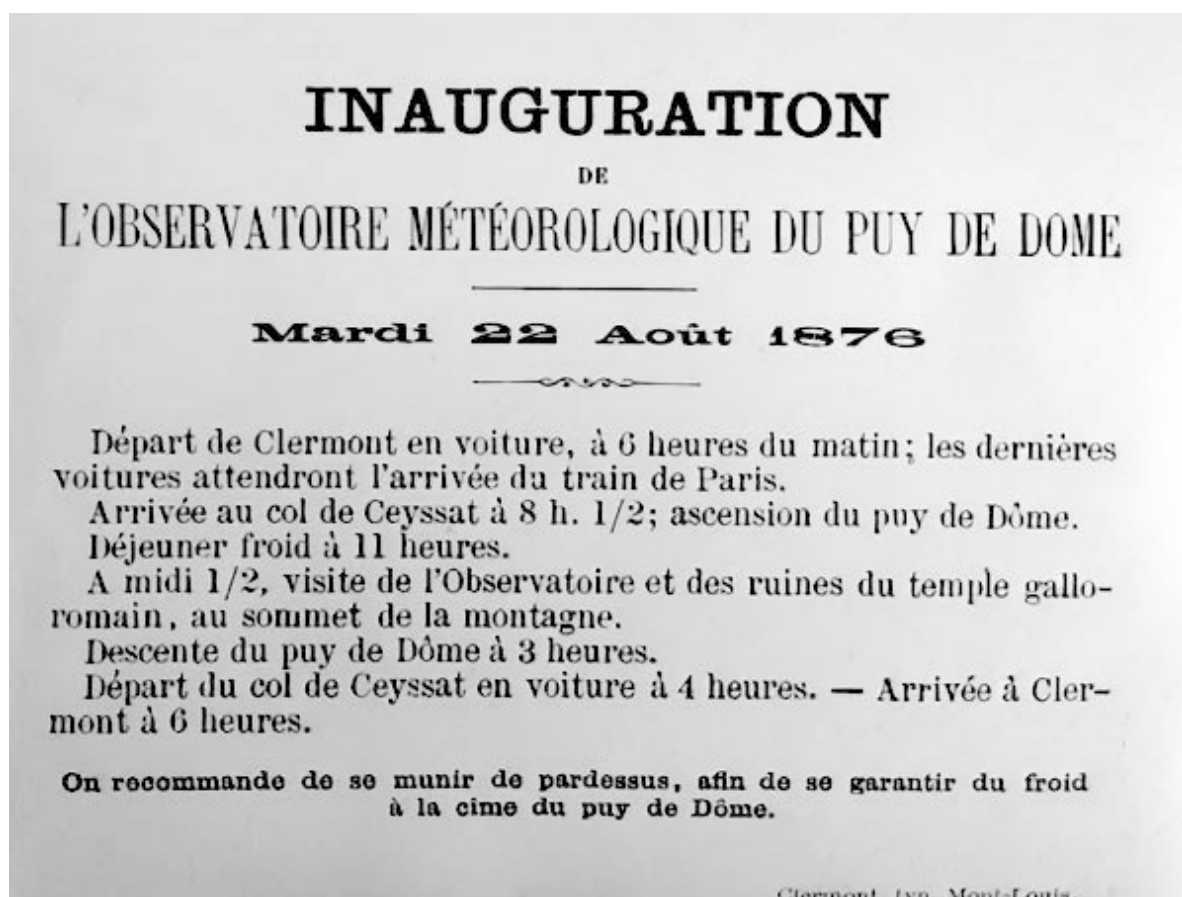 INAUGURATION
DE
L'OBSERVATOIRE MÉTÉOROLOGIQUE DU PUY DE DOME
Mardi 22 Août 1876
Départ de Clermont en voiture, à 6 heures du matin; les dernières
voitures attendront l'arrivée du train de Paris.
Arrivée au col de Ceyssat à 8 h. 1/2; ascension du puy de Dôme.
Déjeuner froid à 11 heures.
A midi 1/2, visite de l'Observatoire et des ruines du temple gallo-
romain, au sommet de la montagne.
Descente du puy de Dôme à 3 heures.
Départ du col de Ceyssat en voiture à 4 heures. — Arrivée à Cler-
mont à 6 heures.
On recommande de se munir de pardessus, afin de se garantir du froid
à la cime du puy de Dôme.
Clermont, typ. Mont-Louis.